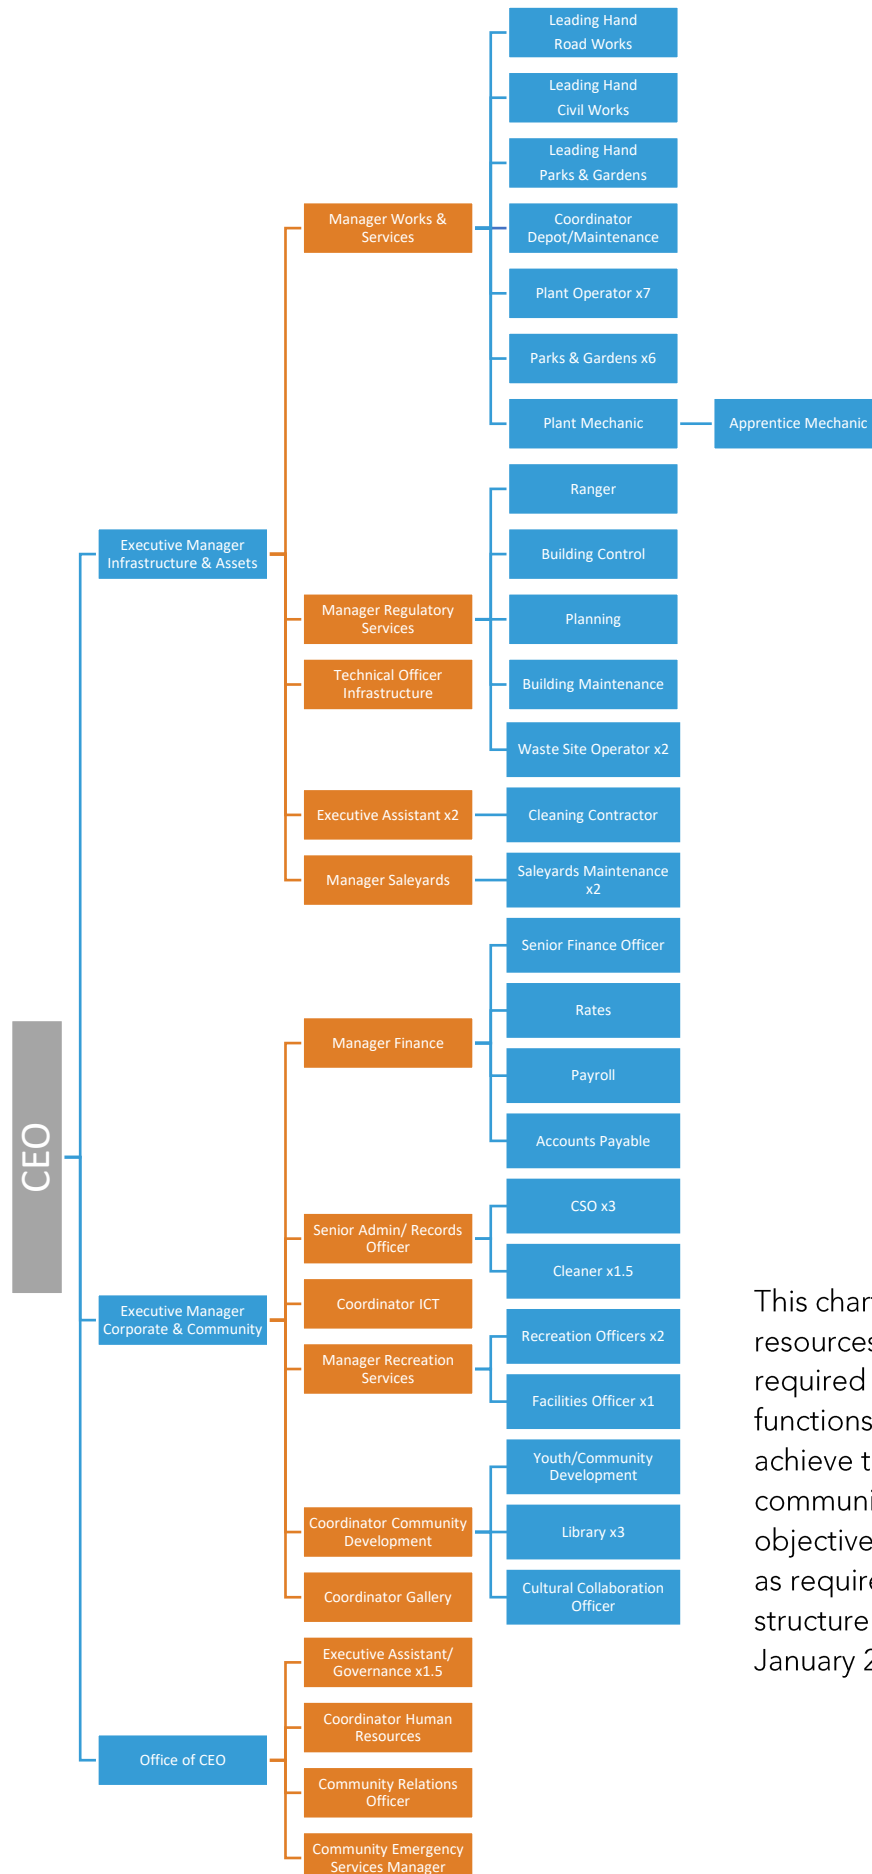 Leading Hand
Road Works
Leading Hand
Civil Works
Leading Hand
Parks & Gardens
Manager Works &
Services
Coordinator
Depot/Maintenance
Plant Operator x7
Parks & Gardens x6
Plant Mechanic
Apprentice Mechanic
Ranger
Executive Manager
Infrastructure & Assets
Building Control
Manager Regulatory
Services
Planning
Technical Officer
Infrastructure
Building Maintenance
Waste Site Operator x2
Executive Assistant x2
Cleaning Contractor
Manager Saleyards
Saleyards Maintenance
x2
Senior Finance Officer
Rates
Manager Finance
Payroll
Accounts Payable
CEO
CSO x3
Senior Admin/ Records
Officer
Cleaner x1.5
Executive Manager
Corporate & Community
Coordinator ICT
Recreation Officers x2
Manager Recreation
Services
Facilities Officer x1
Youth/Community
Development
Coordinator Community
Development
Library x3
Coordinator Gallery
Cultural Collaboration
Officer
Executive Assistant/
Governance x1.5
Coordinator Human
Resources
Office of CEO
Community Relations
Officer
Community Emergency
Services Manager
This char
resources
required
functions
achieve t
communi
objective
as require
structure
January 2